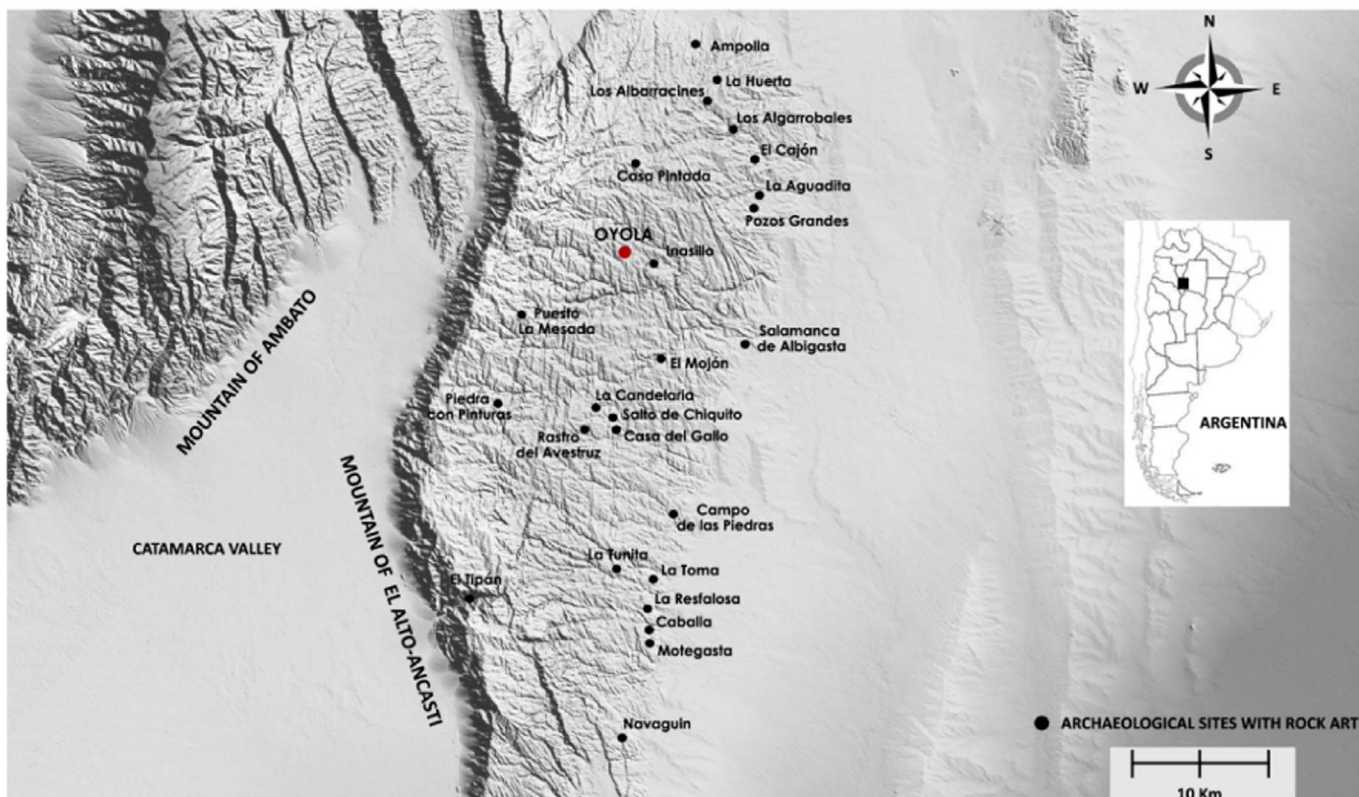 N
W
E
S
Ampolla
La Huerta
Los Albarracines
Los Algarrobales
El Cajón
Casa Pintada
La Aguadita
Pozos Grandes
OYOLA
Inasillo
Puesto
La Mesada
Salamanca
de Albigasta
El Mojón
MOUNTAIN OF AMBATO
Piedra
con Pinturas
La Candelaria
Salto de Chiquito
Rastro
del Avestruz
Casa del Gallo
ARGENTINA
MOUNTAIN OF EL ALTO-ANCASTI
Campo
de las Piedras
CATAMARCA VALLEY
La Tunita
La Toma
El Tipán
La Resfalosa
Caballa
Motegasta
Navaguin
ARCHAEOLOGICAL SITES WITH ROCK ART
10 Km